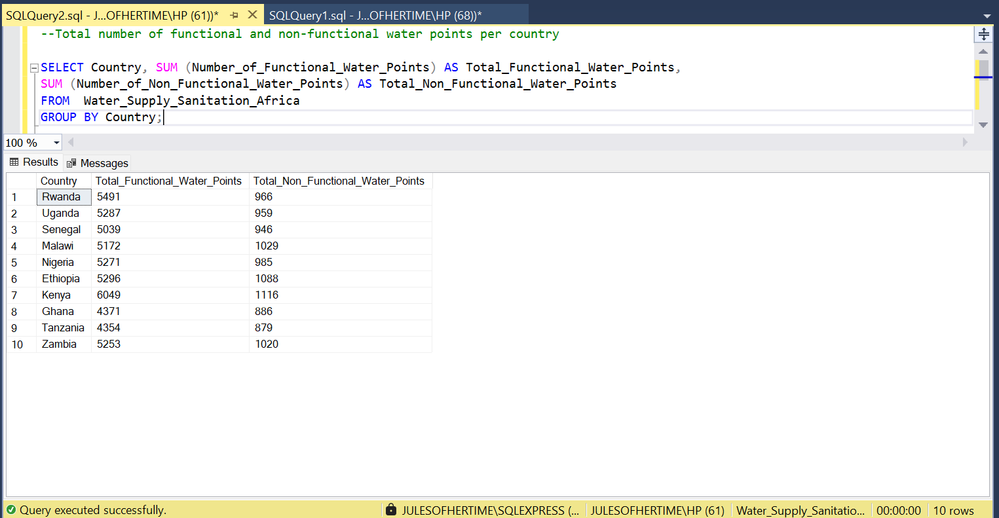 SQLQuery2.sql - J...OFHERTIME\HP (61))* SQLQuery1.sql - J...OFHERTIME\HP (68))*
--Total number of functional and non-functional water points per country
SELECT Country, SUM (Number_of_Functional_Water_Points) AS Total_Functional_Water_Points,
SUM (Number_of_Non_Functional_Water_Points) AS Total_Non_Functional_Water_Points
FROM  Water_Supply_Sanitation_Africa
GROUP BY Country;
100 %
Results Messages
Country Total_Functional_Water_Points Total_Non_Functional_Water_Points
1 Rwanda 5491 966
2 Uganda 5287 959
3 Senegal 5039 946
4 Malawi 5172 1029
5 Nigeria 5271 985
6 Ethiopia 5296 1088
7 Kenya 6049 1116
8 Ghana 4371 886
9 Tanzania 4354 879
10 Zambia 5253 1020
Query executed successfully. JULESOFHERTIME\SQLEXPRESS (... JULESOFHERTIME\HP (61) Water_Supply_Sanitatio... 00:00:00 10 rows